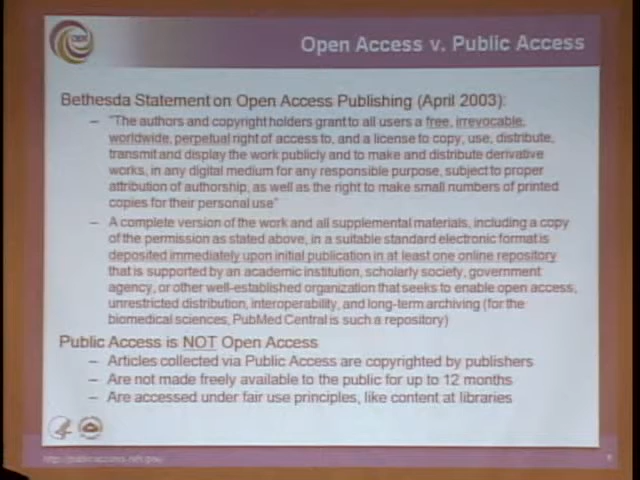 Open Access v. Public Access
Bethesda Statement on Open Access Publishing (April 2003):
– "The authors and copyright holders grant to all users a free, irrevocable,
worldwide, perpetual right of access to, and a license to copy, use, distribute,
transmit and display the work publicly and to make and distribute derivative
works, in any digital medium for any responsible purpose, subject to proper
attribution of authorship, as well as the right to make small numbers of printed
copies for their personal use"
– A complete version of the work and all supplemental materials, including a copy
of the permission as stated above, in a suitable standard electronic format is
deposited immediately upon initial publication in at least one online repository
that is supported by an academic institution, scholarly society, government
agency, or other well-established organization that seeks to enable open access,
unrestricted distribution, interoperability, and long-term archiving (for the
biomedical sciences, PubMed Central is such a repository)
Public Access is NOT Open Access
– Articles collected via Public Access are copyrighted by publishers
– Are not made freely available to the public for up to 12 months
– Are accessed under fair use principles, like content at libraries
http://publicaccess.nih.gov/